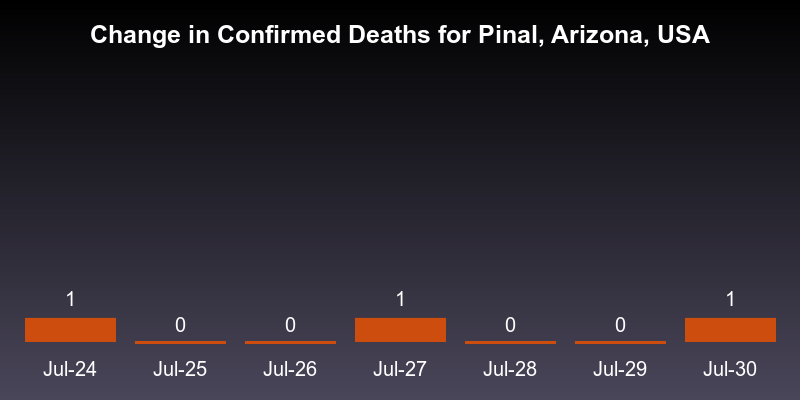 Change in Confirmed Deaths for Pinal, Arizona, USA
1
0
0
1
0
0
1
Jul-24
Jul-25
Jul-26
Jul-27
Jul-28
Jul-29
Jul-30